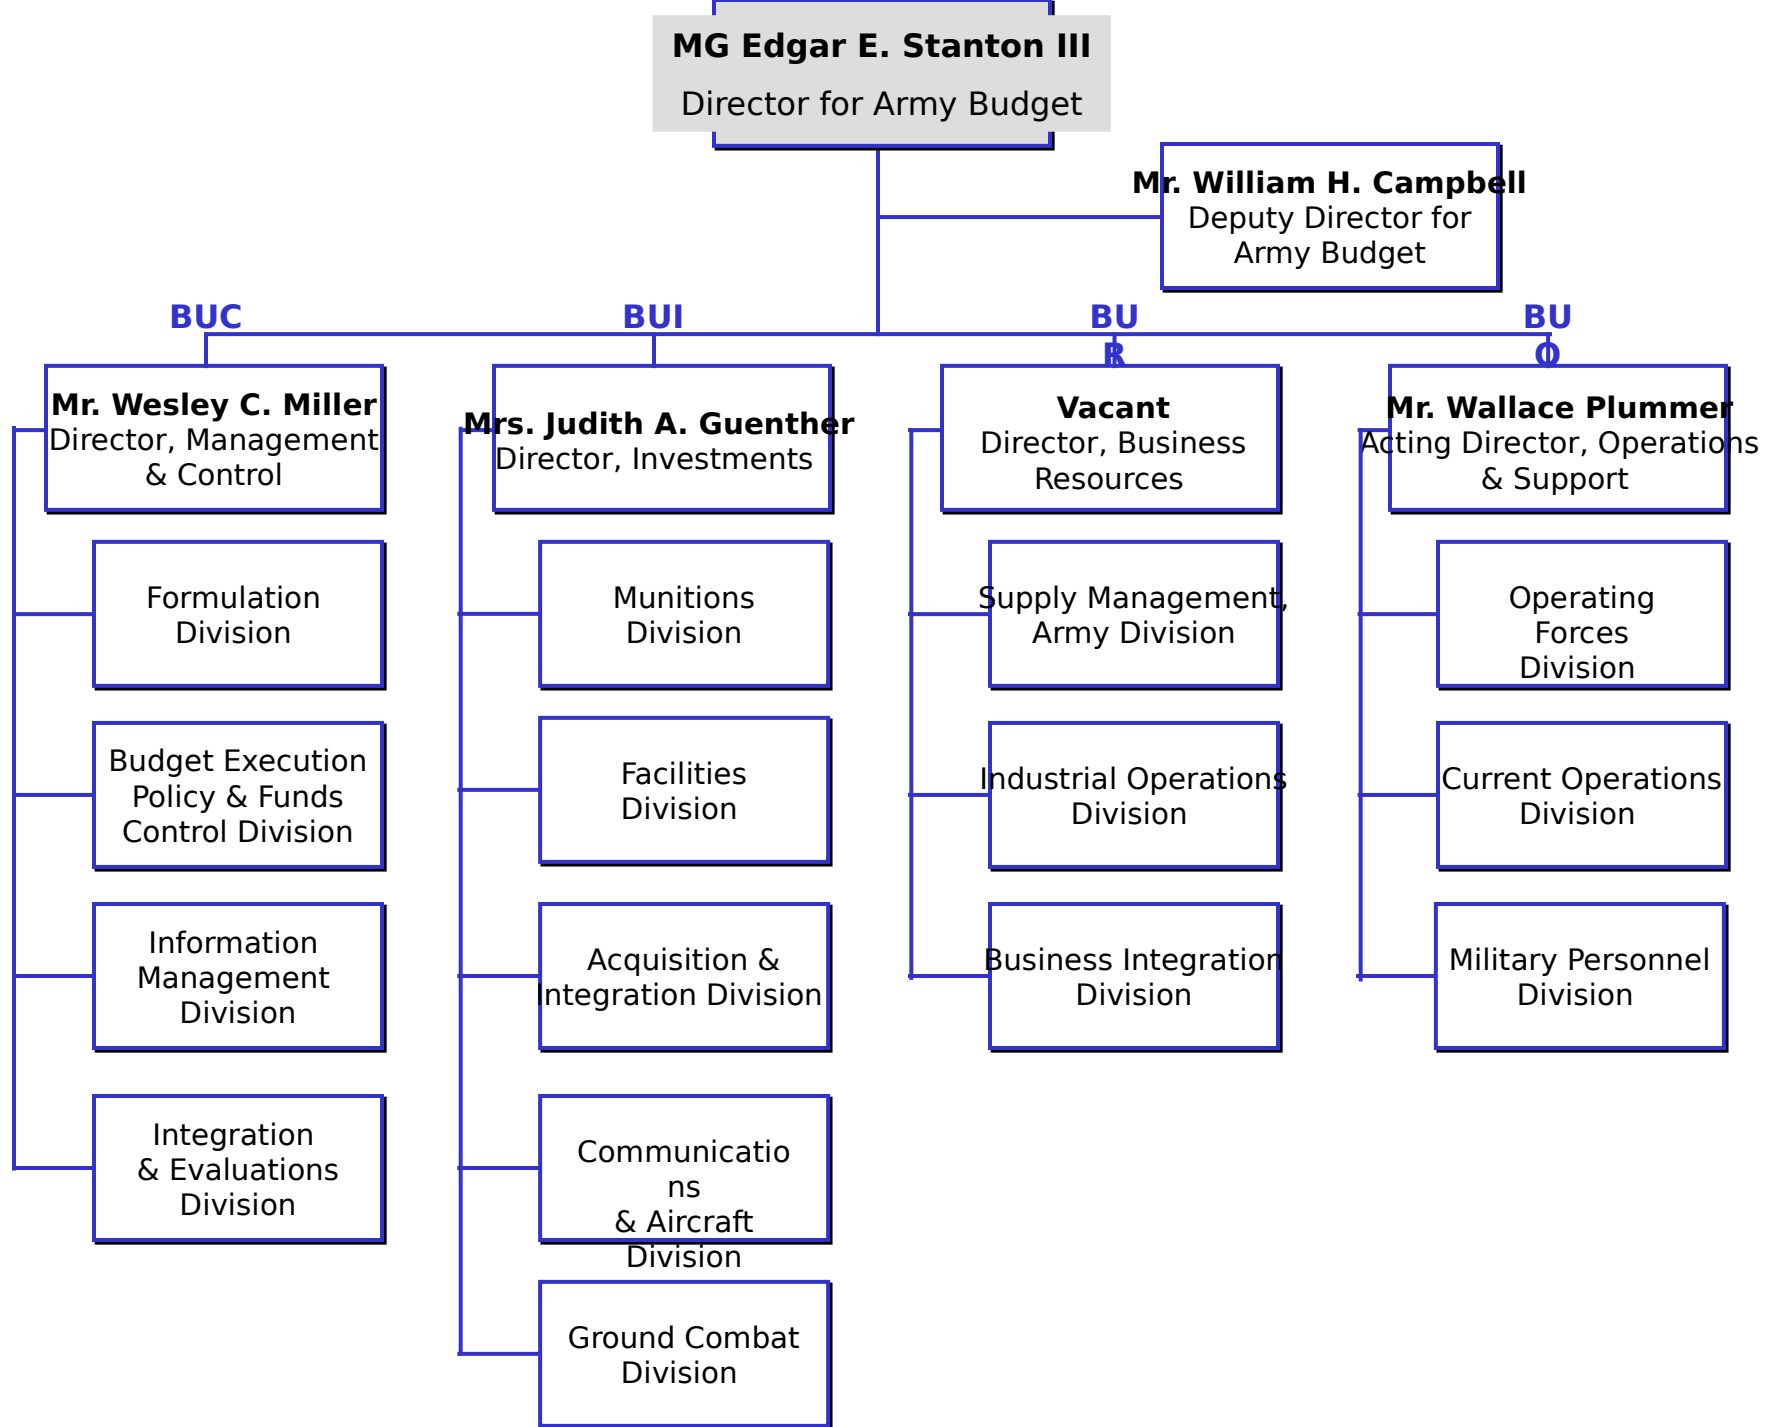 MG Edgar E. Stanton III
Director for Army Budget
Mr. William H. Campbell
Deputy Director for
Army Budget
BUC
BUI
BU
R
BU
O
Mr. Wesley C. Miller
Director, Management
& Control
Formulation
Division
Budget Execution
Policy & Funds
Control Division
Information
Management
Division
Integration
& Evaluations
Division
Mrs. Judith A. Guenther
Director, Investments
Munitions
Division
Facilities
Division
Acquisition &
Integration Division
Communicatio
ns
& Aircraft
Division
Ground Combat
Division
Vacant
Director, Business
Resources
Supply Management,
Army Division
Industrial Operations
Division
Business Integration
Division
Mr. Wallace Plummer
Acting Director, Operations
& Support
Operating
Forces
Division
Current Operations
Division
Military Personnel
Division